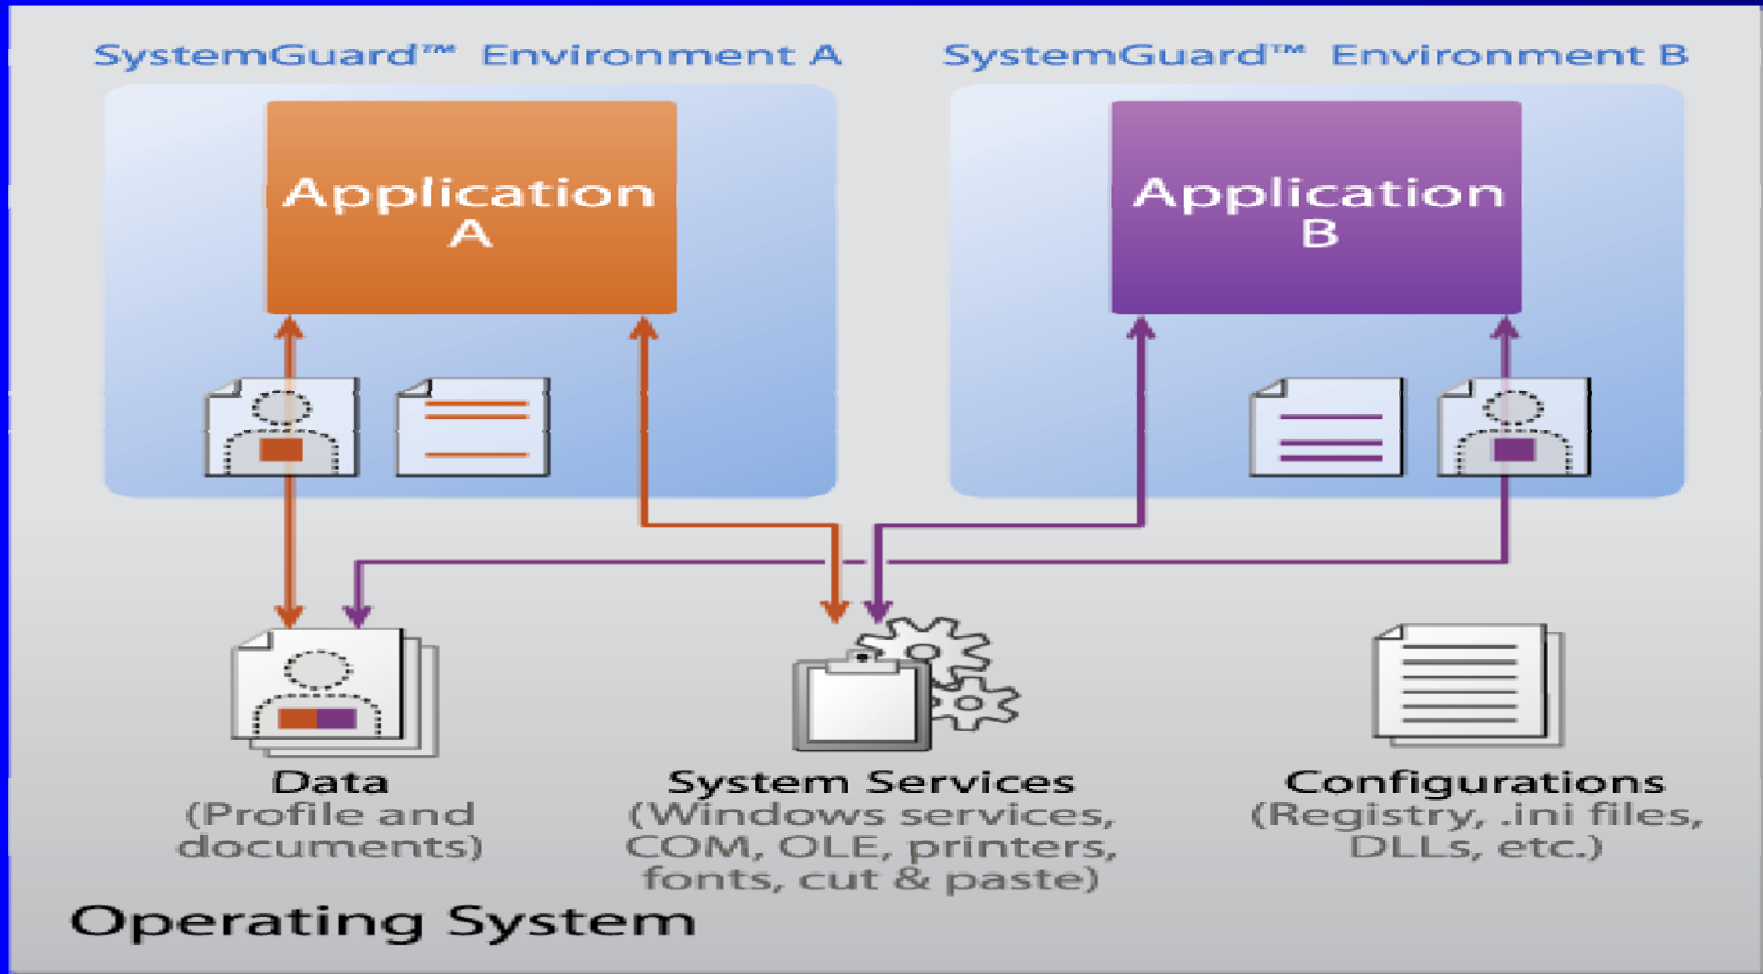 SystemGuard™ Environment A
SystemGuard™ Environment B
Application
A
Application
B
Data
(Profile and
documents)
System Services
(Windows services,
COM, OLE, printers,
fonts, cut & paste)
Configurations
(Registry, .ini files,
DLLs, etc.)
Operating System